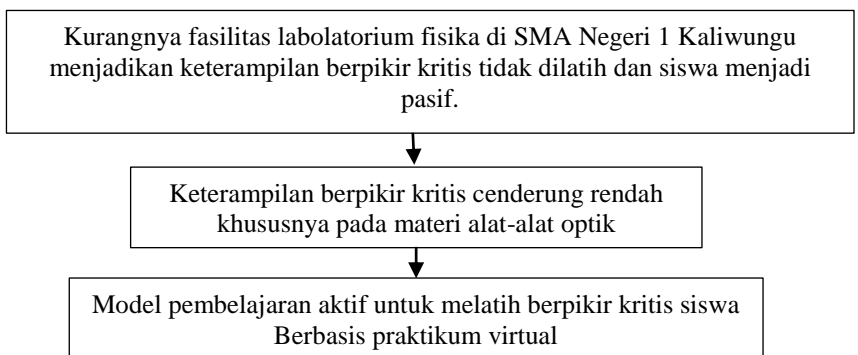 Kurangnya fasilitas labolatorium fisika di SMA Negeri 1 Kaliwungu
menjadikan keterampilan berpikir kritis tidak dilatih dan siswa menjadi
pasif.
Keterampilan berpikir kritis cenderung rendah
khususnya pada materi alat-alat optik
Model pembelajaran aktif untuk melatih berpikir kritis siswa
Berbasis praktikum virtual